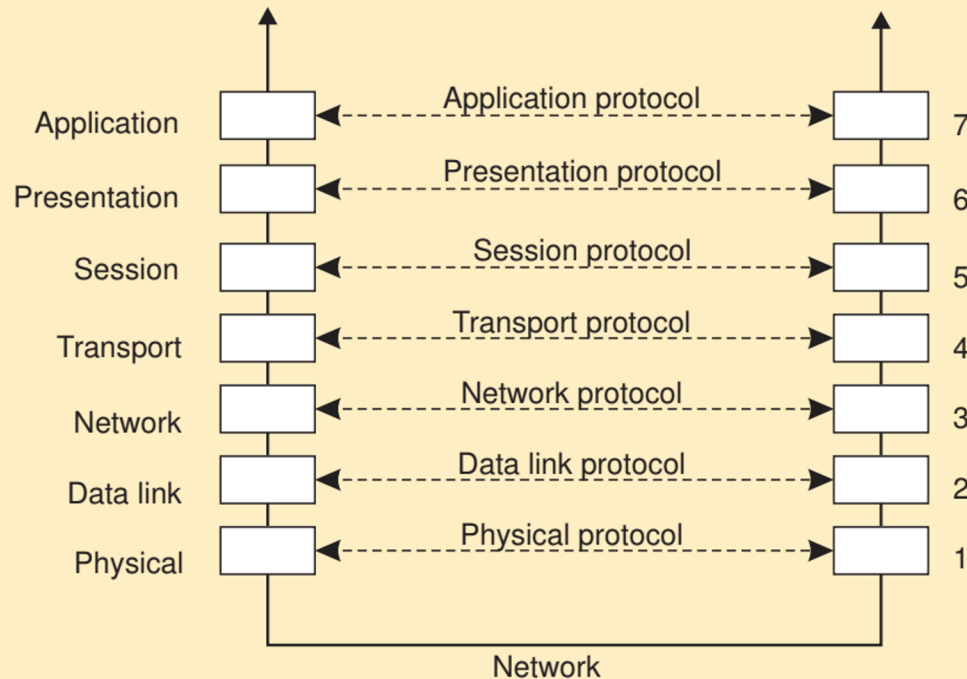 Application protocol
Application
7
Presentation protocol
Presentation
6
Session protocol
Session
5
Transport protocol
Transport
4
Network protocol
Network
3
Data link protocol
Data link
2
Physical protocol
Physical
1
Network